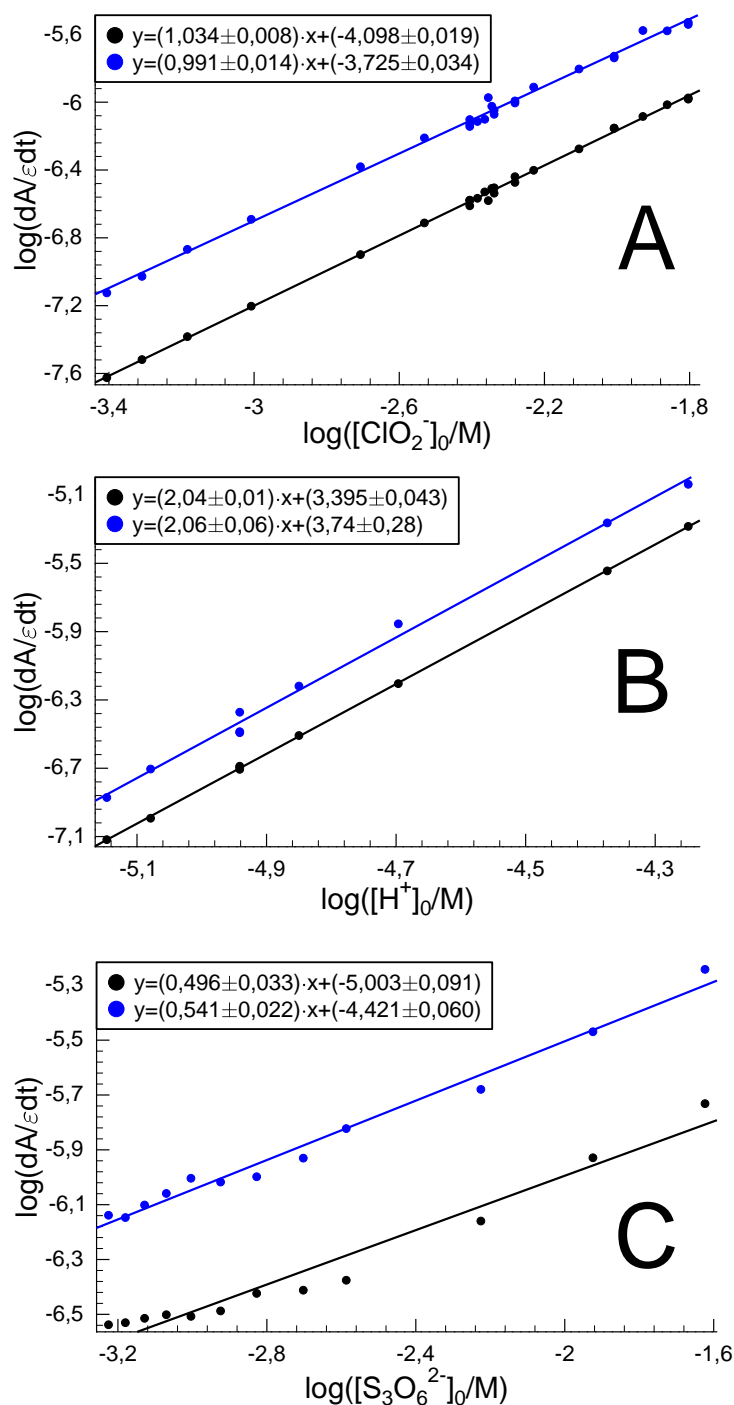 y=(1,034±0,008)·x+(-4,098±0,019)
y=(0,991±0,014)·x+(-3,725±0,034)
-5,6
-6
-6,4
-6,8
-7,2
-7,6
log(dA/εdt)
A
-3,4 -3 -2,6 -2,2 -1,8
log([ClO₂⁻]₀/M)
y=(2,04±0,01)·x+(3,395±0,043)
y=(2,06±0,06)·x+(3,74±0,28)
-5,1
-5,5
-5,9
-6,3
-6,7
-7,1
log(dA/εdt)
B
-5,1 -4,9 -4,7 -4,5 -4,3
log([H⁺]₀/M)
y=(0,496±0,033)·x+(-5,003±0,091)
y=(0,541±0,022)·x+(-4,421±0,060)
-5,3
-5,5
-5,7
-5,9
-6,1
-6,3
-6,5
log(dA/εdt)
C
-3,2 -2,8 -2,4 -2 -1,6
log([S₃O₆²⁻]₀/M)